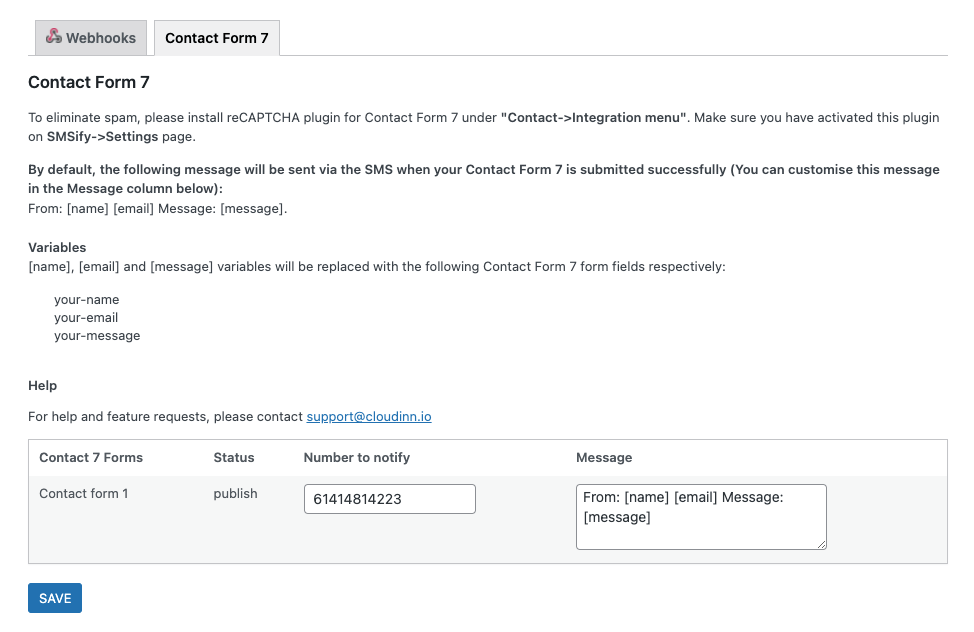 Webhooks
Contact Form 7
Contact Form 7
To eliminate spam, please install reCAPTCHA plugin for Contact Form 7 under "Contact->Integration menu". Make sure you have activated this plugin
on SMSify->Settings page.
By default, the following message will be sent via the SMS when your Contact Form 7 is submitted successfully (You can customise this message
in the Message column below):
From: [name] [email] Message: [message].
Variables
[name], [email] and [message] variables will be replaced with the following Contact Form 7 form fields respectively:
your-name
your-email
your-message
Help
For help and feature requests, please contact support@cloudinn.io
Contact 7 Forms Status Number to notify Message
Contact form 1 publish 61414814223 From: [name] [email] Message:
[message]
SAVE